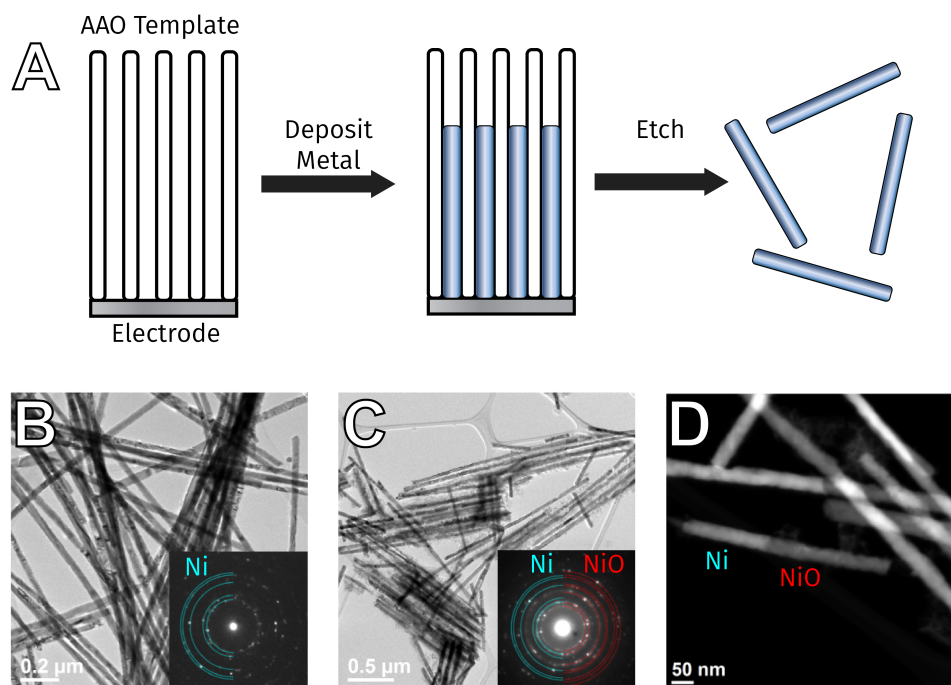 AAO Template
A
Deposit
Metal
Etch
Electrode
B
Ni
0.2 μm
C
Ni NiO
0.5 μm
D
Ni
NiO
50 nm